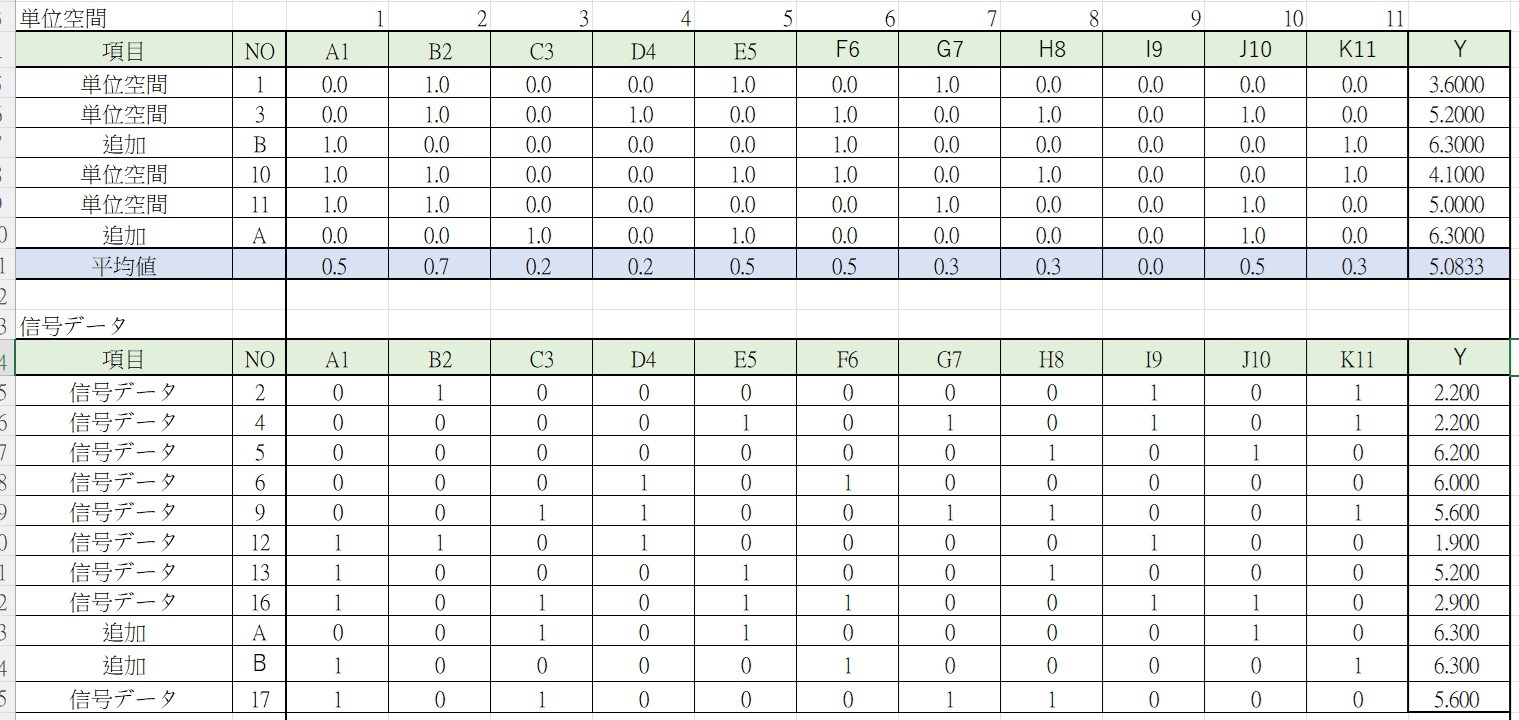 単位空間 1 2 3 4 5 6 7 8 9 10 11
項目 NO A1 B2 C3 D4 E5 F6 G7 H8 I9 J10 K11 Y
単位空間 1 0.0 1.0 0.0 0.0 1.0 0.0 1.0 0.0 0.0 0.0 0.0 3.6000
単位空間 3 0.0 1.0 0.0 1.0 0.0 1.0 0.0 1.0 0.0 1.0 0.0 5.2000
追加 B 1.0 0.0 0.0 0.0 0.0 1.0 0.0 0.0 0.0 0.0 1.0 6.3000
単位空間 10 1.0 1.0 0.0 0.0 1.0 1.0 0.0 1.0 0.0 0.0 1.0 4.1000
単位空間 11 1.0 1.0 0.0 0.0 0.0 0.0 1.0 0.0 0.0 1.0 0.0 5.0000
追加 A 0.0 0.0 1.0 0.0 1.0 0.0 0.0 0.0 0.0 1.0 0.0 6.3000
平均値 0.5 0.7 0.2 0.2 0.5 0.5 0.3 0.3 0.0 0.5 0.3 5.0833
信号データ
項目 NO A1 B2 C3 D4 E5 F6 G7 H8 I9 J10 K11 Y
信号データ 2 0 1 0 0 0 0 0 0 1 0 1 2.200
信号データ 4 0 0 0 0 1 0 1 0 1 0 1 2.200
信号データ 5 0 0 0 0 0 0 0 1 0 1 0 6.200
信号データ 6 0 0 0 1 0 1 0 0 0 0 0 6.000
信号データ 9 0 0 1 1 0 0 1 1 0 0 1 5.600
信号データ 12 1 1 0 1 0 0 0 0 1 0 0 1.900
信号データ 13 1 0 0 0 1 0 0 1 0 0 0 5.200
信号データ 16 1 0 1 0 1 1 0 0 1 1 0 2.900
追加 A 0 0 1 0 1 0 0 0 0 1 0 6.300
追加 B 1 0 0 0 0 1 0 0 0 0 1 6.300
信号データ 17 1 0 1 0 0 0 1 1 0 0 0 5.600